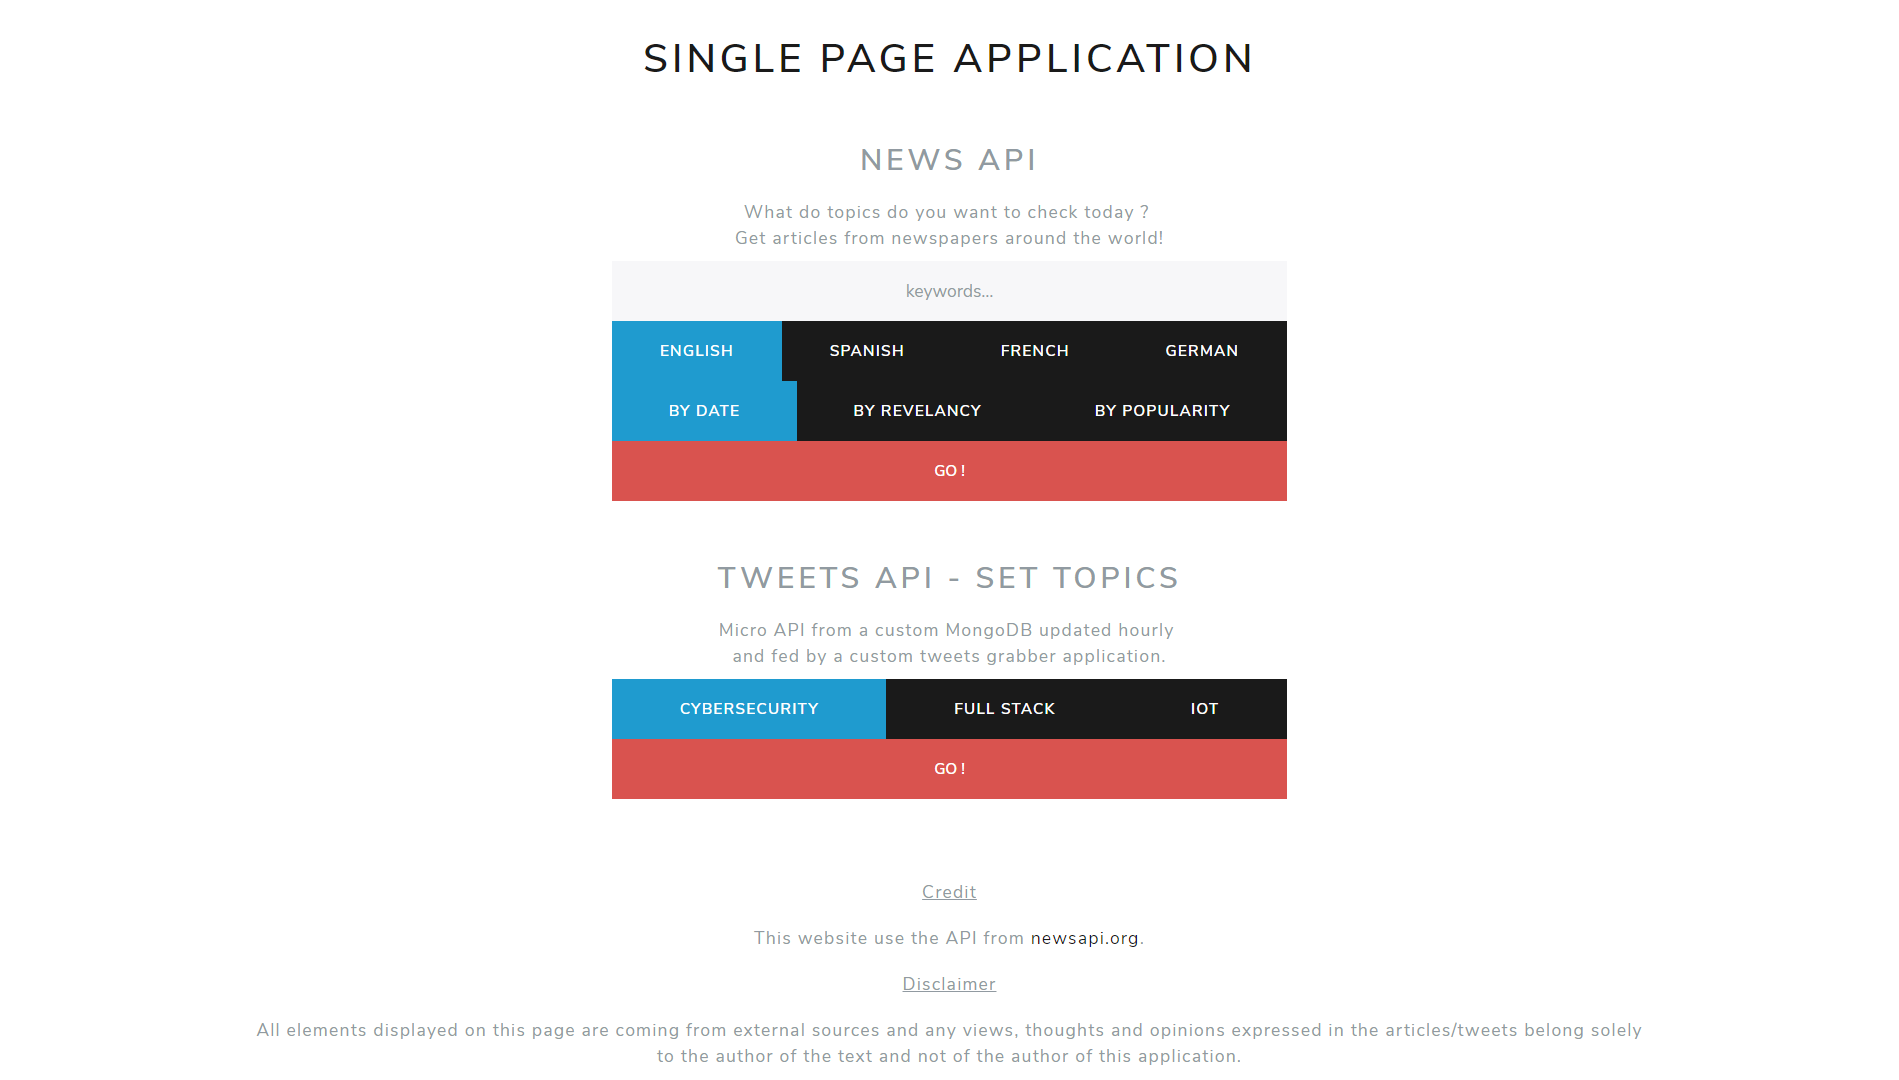 SINGLE PAGE APPLICATION
NEWS API
What do topics do you want to check today ?
Get articles from newspapers around the world!
keywords...
ENGLISH SPANISH FRENCH GERMAN
BY DATE BY REVELANCY BY POPULARITY
GO !
TWEETS API - SET TOPICS
Micro API from a custom MongoDB updated hourly
and fed by a custom tweets grabber application.
CYBERSECURITY FULL STACK IOT
GO !
Credit
This website use the API from newsapi.org.
Disclaimer
All elements displayed on this page are coming from external sources and any views, thoughts and opinions expressed in the articles/tweets belong solely
to the author of the text and not of the author of this application.